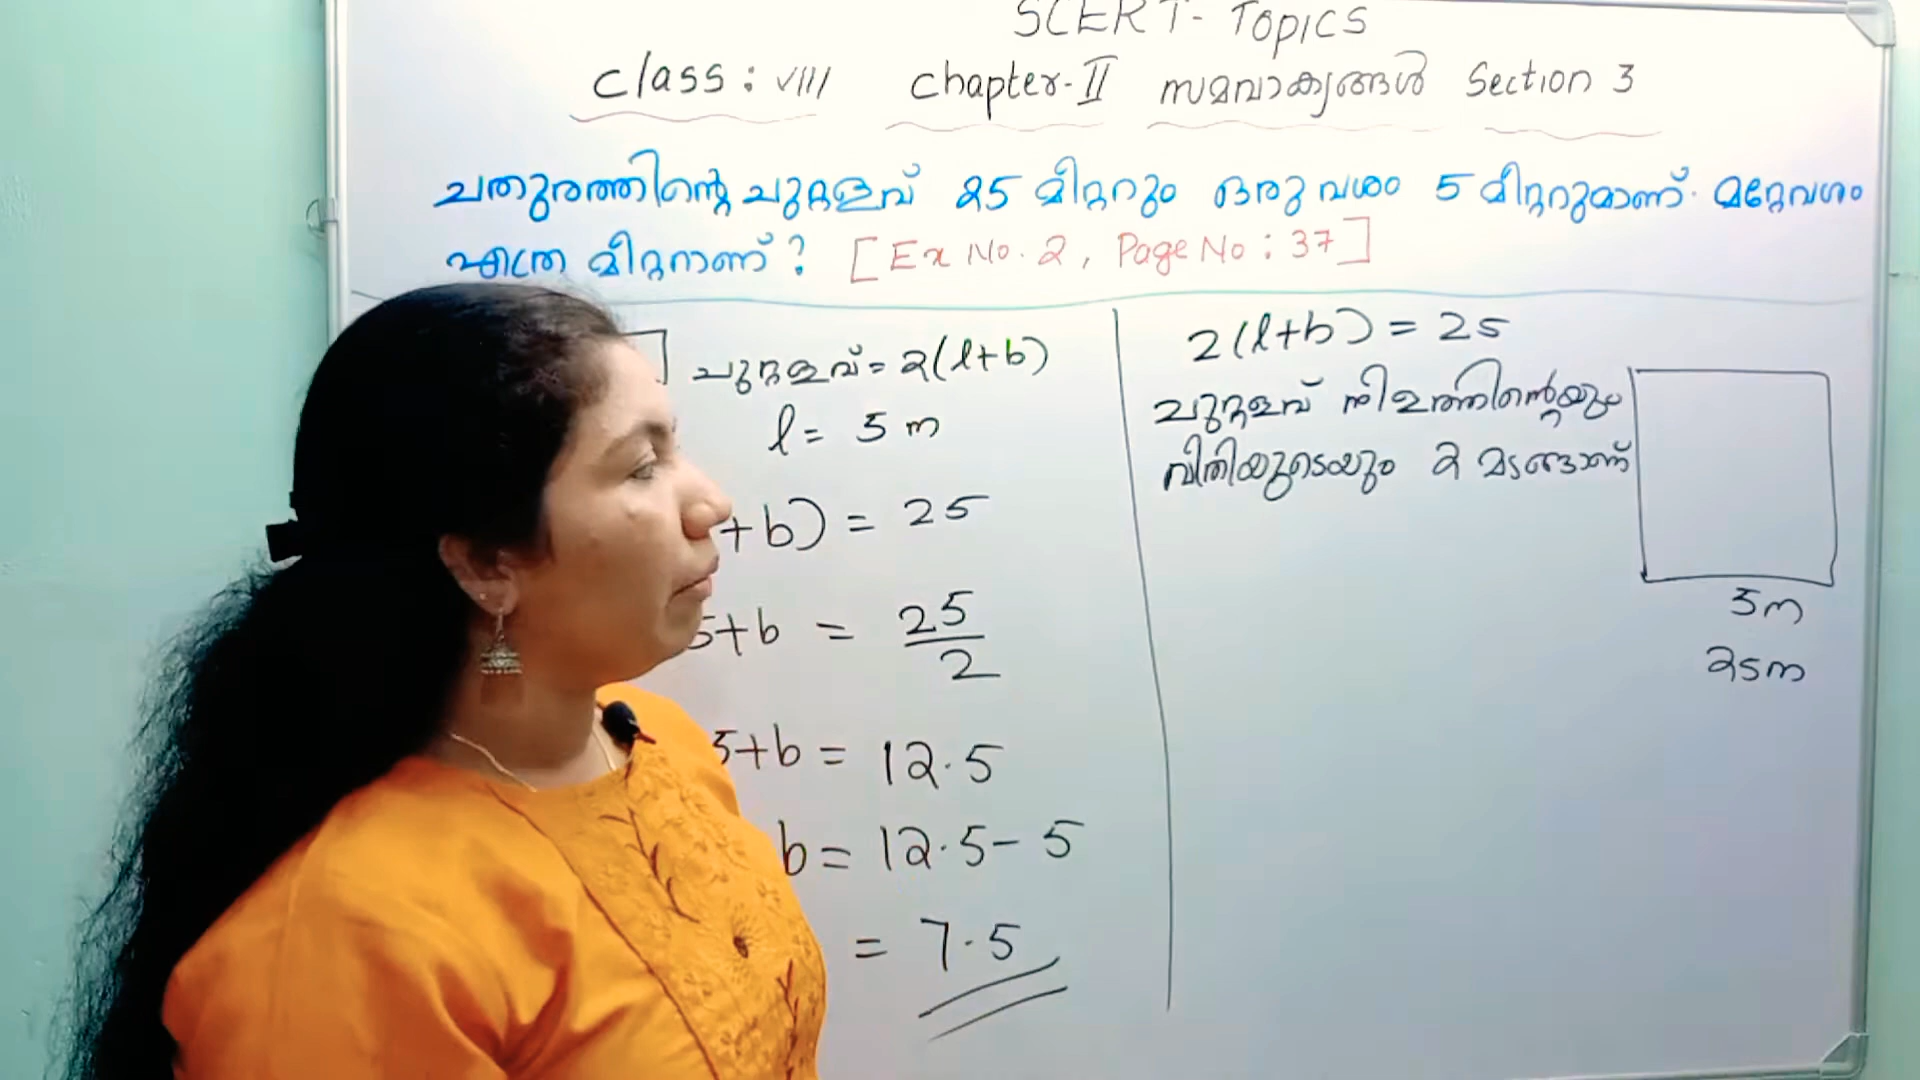 SCERT - Topics
Class : VIII Chapter-II സമവാക്യങ്ങൾ Section 3
ചതുരത്തിന്റെ ചുറ്റളവ് 25 മീറ്ററും ഒരു വശം 5 മീറ്ററുമാണ്. മറ്റേവശം
എത്ര മീറ്ററാണ്? [Ex No. 2, Page No : 37]
ചുറ്റളവ് = 2(l+b)
l = 5 m
+b) = 25
5+b = 25/2
5+b = 12.5
b = 12.5 - 5
= 7.5
2(l+b) = 25
ചുറ്റളവ് നീളത്തിന്റെയും
വീതിയുടെയും 2 മടങ്ങാണ്
5m
25m